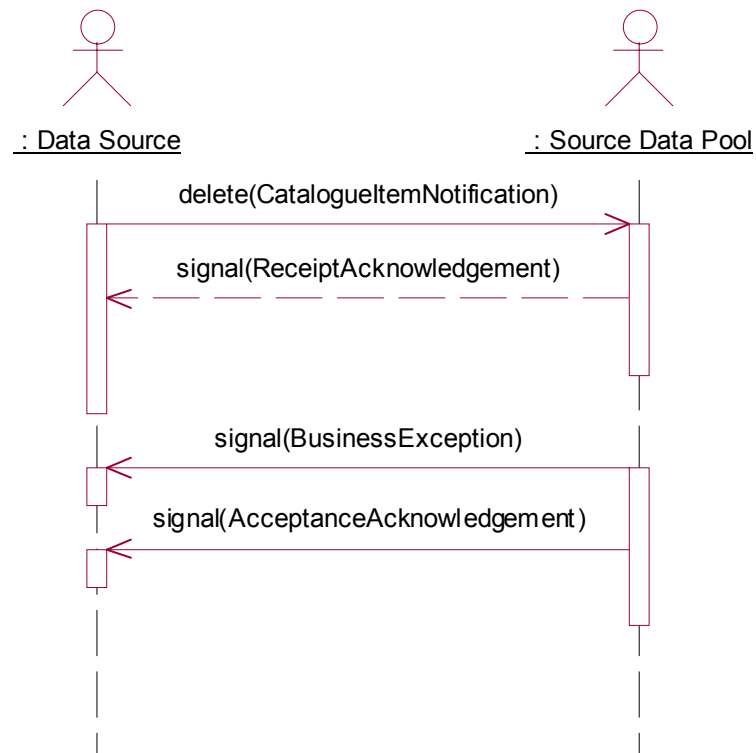 : Data Source
: Source Data Pool
delete(CatalogueItemNotification)
signal(ReceiptAcknowledgement)
signal(BusinessException)
signal(AcceptanceAcknowledgement)